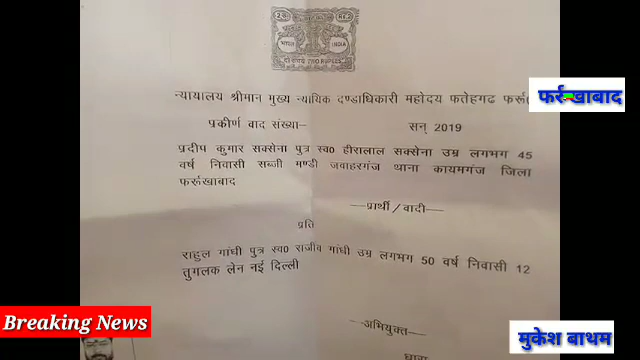 भारत INDIA
दो रुपये TWO RUPEES
न्यायालय श्रीमान मुख्य न्यायिक दण्डाधिकारी महोदय फतेहगढ
फर्रुखाबाद
प्रकीर्ण वाद संख्या– सन् 2019
प्रदीप कुमार सक्सेना पुत्र स्व0 हीरालाल सक्सेना उम्र लगभग 45
वर्ष निवासी सब्जी मण्डी जवाहरगंज थाना कायमगंज जिला
फर्रूखाबाद
––प्रार्थी/वादी––
प्रति
राहुल गांधी पुत्र स्व0 राजीव गांधी उम्र लगभग 50 वर्ष निवासी 12
तुगलक लेन नई दिल्ली
––अभियुक्त––
Breaking News
मुकेश बाथम